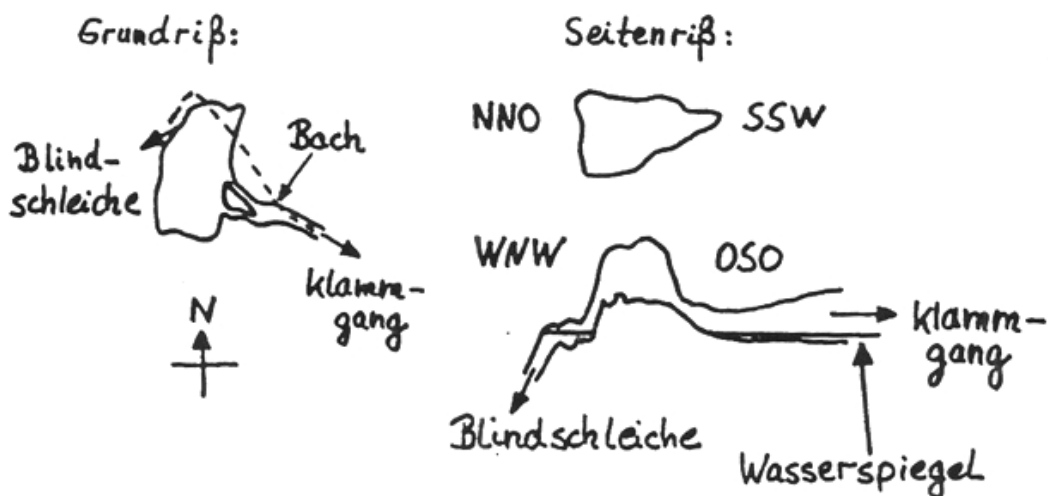 Grundriß:
Blind-
schleiche
Bach
Klamm-
gang
N
Seitenriß:
NNO
SSW
WNW
OSO
Klamm-
gang
Blindschleiche
Wasserspiegel